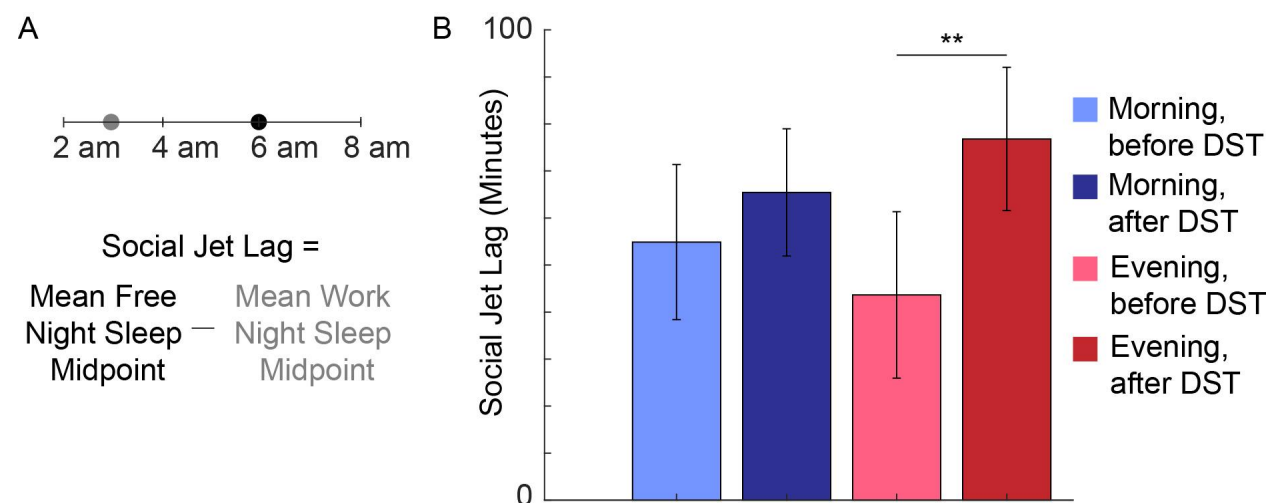 A
2 am 4 am 6 am 8 am
Social Jet Lag =
Mean Free
Night Sleep
Midpoint
—
Mean Work
Night Sleep
Midpoint
B
100
**
Social Jet Lag (Minutes)
0
Morning,
before DST
Morning,
after DST
Evening,
before DST
Evening,
after DST